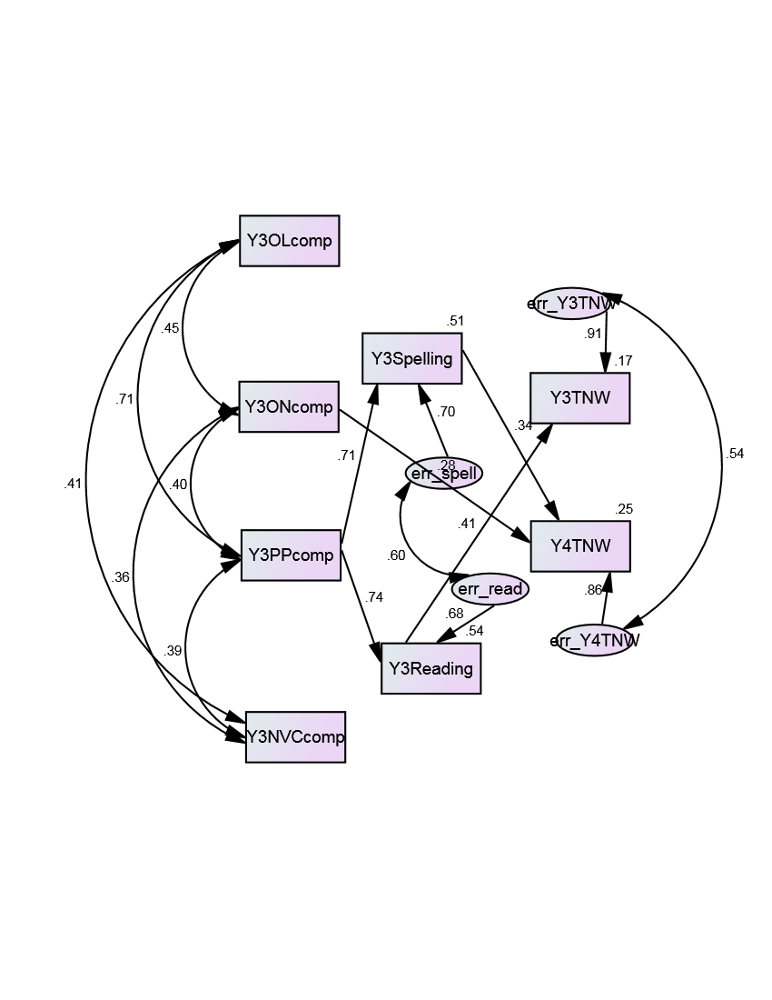 Y3OLcomp
err_Y3TNW
.51
.45
.91
Y3Spelling
.17
.71
Y3TNW
Y3ONcomp
.70
.34
.71
.54
.28
err_spell
.41
.40
.25
.41
Y4TNW
Y3PPcomp
.60
.36
.86
.74
err_read
.68
.54
err_Y4TNW
.39
Y3Reading
Y3NVCcomp